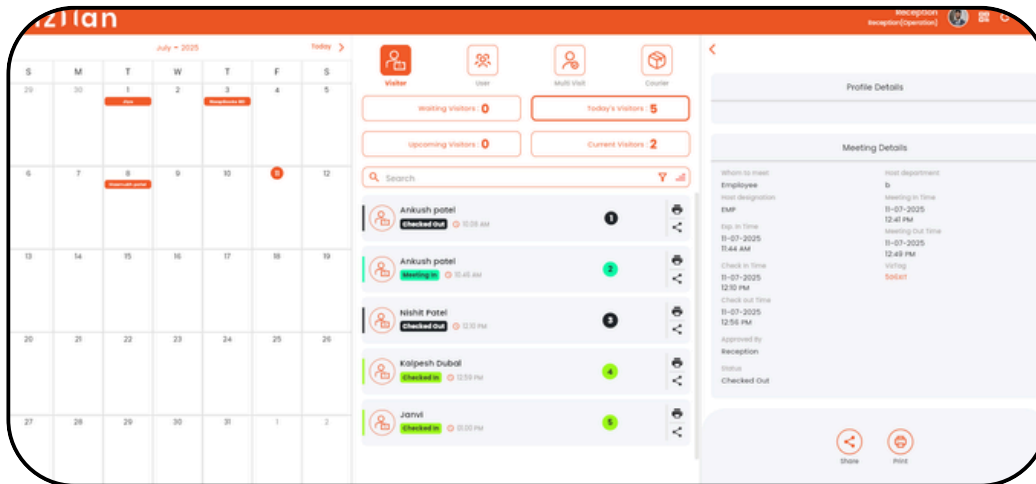 Reception
Reception(Operation)
July - 2025
Today
S M T W T F S
29 30 1 2 3 4 5
6 7 8 9 10 11 12
Ankush patel
13 14 15 16 17 18 19
20 21 22 23 24 25 26
27 28 29 30 31 1 2
Visitor User Multi Visit Courier
Waiting Visitors : 0 Today's Visitors : 5
Upcoming Visitors : 0 Current Visitors : 2
Search
Ankush patel
Checked Out 10:08 AM
1
Ankush patel
Meeting In 10:45 AM
2
Nishit Patel
Checked Out 12:10 PM
3
Kalpesh Dubal
Checked In 12:59 PM
4
Janvi
Checked In 01:00 PM
5
Profile Details
Meeting Details
Whom to meet
Employee
Host designation
EMP
Exp. In Time
11-07-2025
11:44 AM
Check In Time
11-07-2025
12:10 PM
Check out Time
11-07-2025
12:56 PM
Approved By
Reception
Status
Checked Out
Host department
b
Meeting In Time
11-07-2025
12:41 PM
Meeting Out Time
11-07-2025
12:49 PM
VizTag
Share
Print